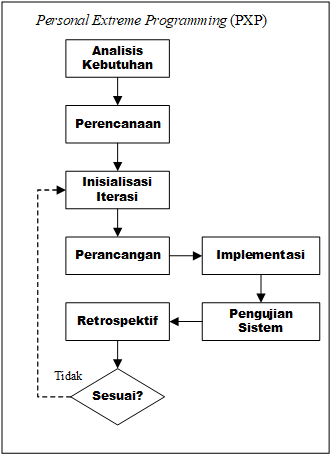 Personal Extreme Programming (PXP)
Analisis
Kebutuhan
Perencanaan
Inisialisasi
Iterasi
Perancangan
Implementasi
Pengujian
Sistem
Retrospektif
Tidak
Sesuai?